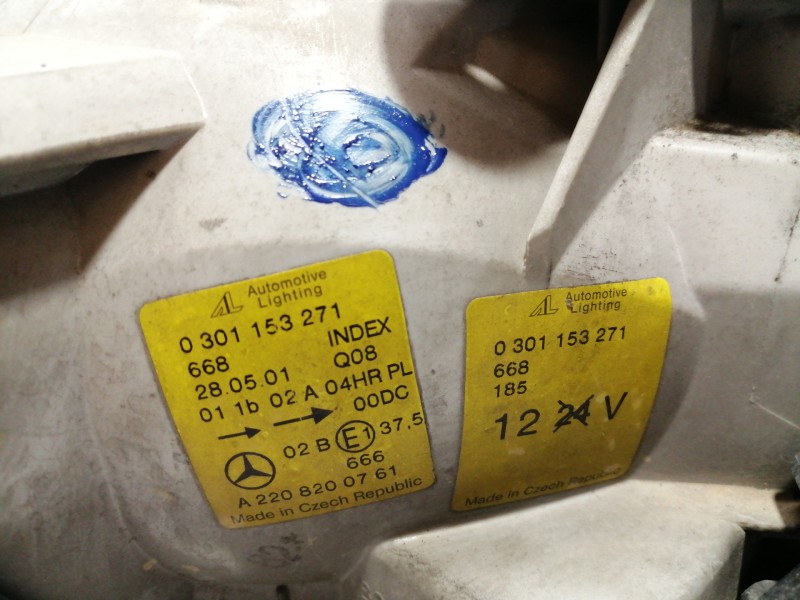 AL Automotive
Lighting
0 301 153 271
668 INDEX
28.05.01 Q08
01 1b 02 A 04HR PL
00DC
02 B E1 37,5
666
A 220 820 07 61
Made in Czech Republic
AL Automotive
Lighting
0 301 153 271
668
185
12 24 V
Made in Czech Republic